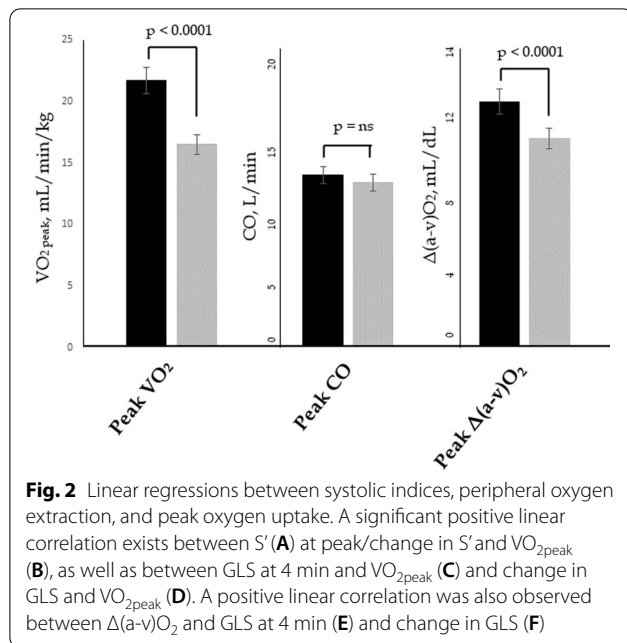 25
20
15
10
5
0
VO₂ peak, mL/min/kg
p < 0.0001
Peak VO₂
20
15
10
5
0
CO, L/min
p = ns
Peak CO
14
12
8
4
0
Δ(a-v)O₂, mL/dL
p < 0.0001
Peak Δ(a-v)O₂
Fig. 2 Linear regressions between systolic indices, peripheral oxygen
extraction, and peak oxygen uptake. A significant positive linear
correlation exists between S' (A) at peak/change in S' and VO₂peak
(B), as well as between GLS at 4 min and VO₂peak (C) and change in
GLS and VO₂peak (D). A positive linear correlation was also observed
between Δ(a-v)O₂ and GLS at 4 min (E) and change in GLS (F)